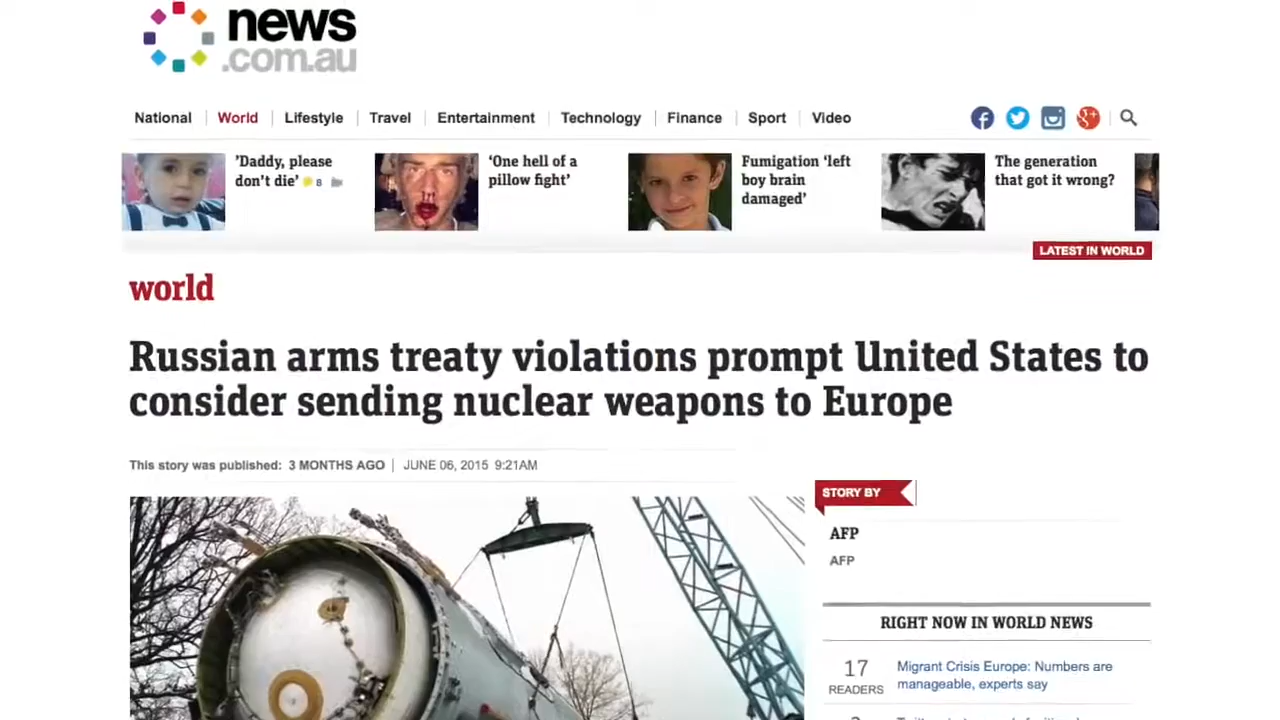 news
.com.au
National
World
Lifestyle
Travel
Entertainment
Technology
Finance
Sport
Video
'Daddy, please
don't die' 8
'One hell of a
pillow fight'
Fumigation 'left
boy brain
damaged'
The generation
that got it wrong?
LATEST IN WORLD
world
Russian arms treaty violations prompt United States to
consider sending nuclear weapons to Europe
This story was published: 3 MONTHS AGO | JUNE 06, 2015 9:21AM
STORY BY
AFP
AFP
RIGHT NOW IN WORLD NEWS
17
READERS
Migrant Crisis Europe: Numbers are
manageable, experts say